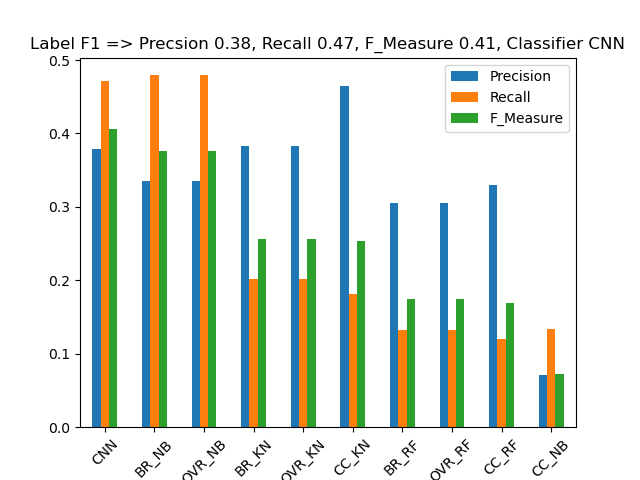 Label F1 => Precsion 0.38, Recall 0.47, F_Measure 0.41, Classifier CNN
Precision
Recall
F_Measure
0.5
0.4
0.3
0.2
0.1
0.0
CNN
BR_NB
OVR_NB
BR_KN
OVR_KN
CC_KN
BR_RF
OVR_RF
CC_RF
CC_NB